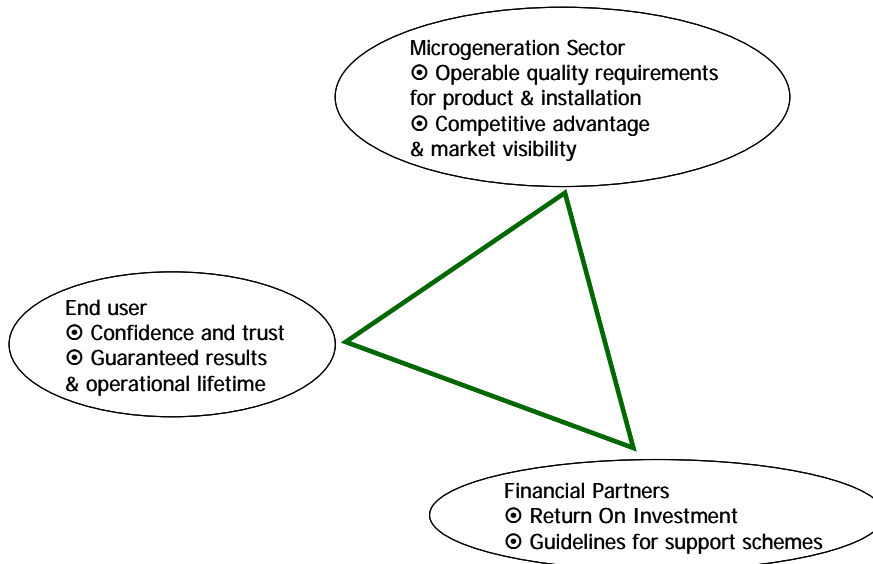 Microgeneration Sector
⊙ Operable quality requirements
for product & installation
⊙ Competitive advantage
& market visibility
End user
⊙ Confidence and trust
⊙ Guaranteed results
& operational lifetime
Financial Partners
⊙ Return On Investment
⊙ Guidelines for support schemes